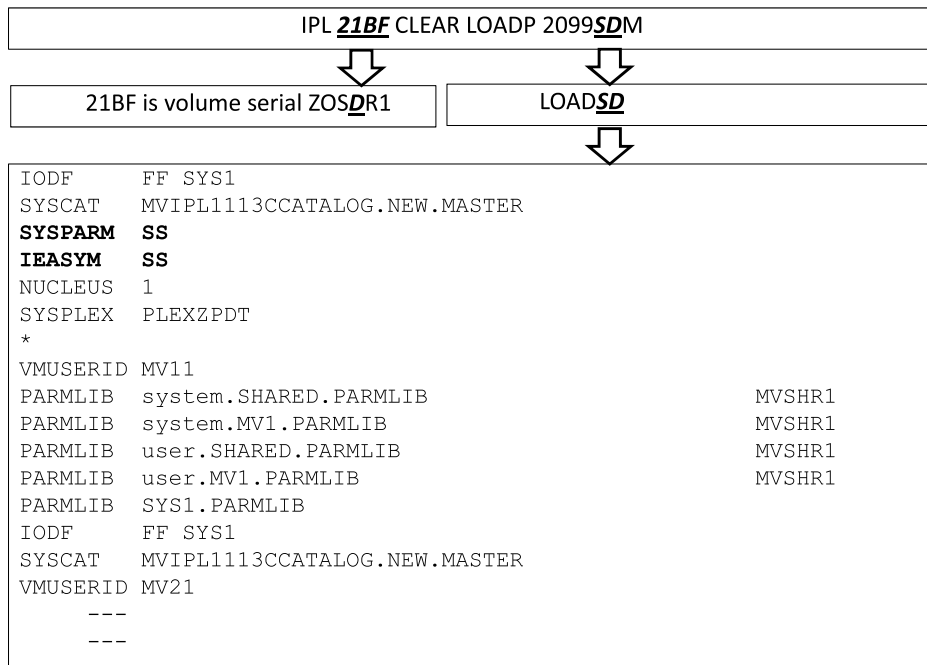 IPL 21BF CLEAR LOADP 2099SDM
21BF is volume serial ZOSDR1
LOADSD
IODF FF SYS1
SYSCAT MVIPL1113CCATALOG.NEW.MASTER
SYSPARM SS
IEASYM SS
NUCLEUS 1
SYSPLEX PLEXZPDT
*
VMUSERID MV11
PARMLIB system.SHARED.PARMLIB MVSHR1
PARMLIB system.MV1.PARMLIB MVSHR1
PARMLIB user.SHARED.PARMLIB MVSHR1
PARMLIB user.MV1.PARMLIB MVSHR1
PARMLIB SYS1.PARMLIB
IODF FF SYS1
SYSCAT MVIPL1113CCATALOG.NEW.MASTER
VMUSERID MV21
---
---